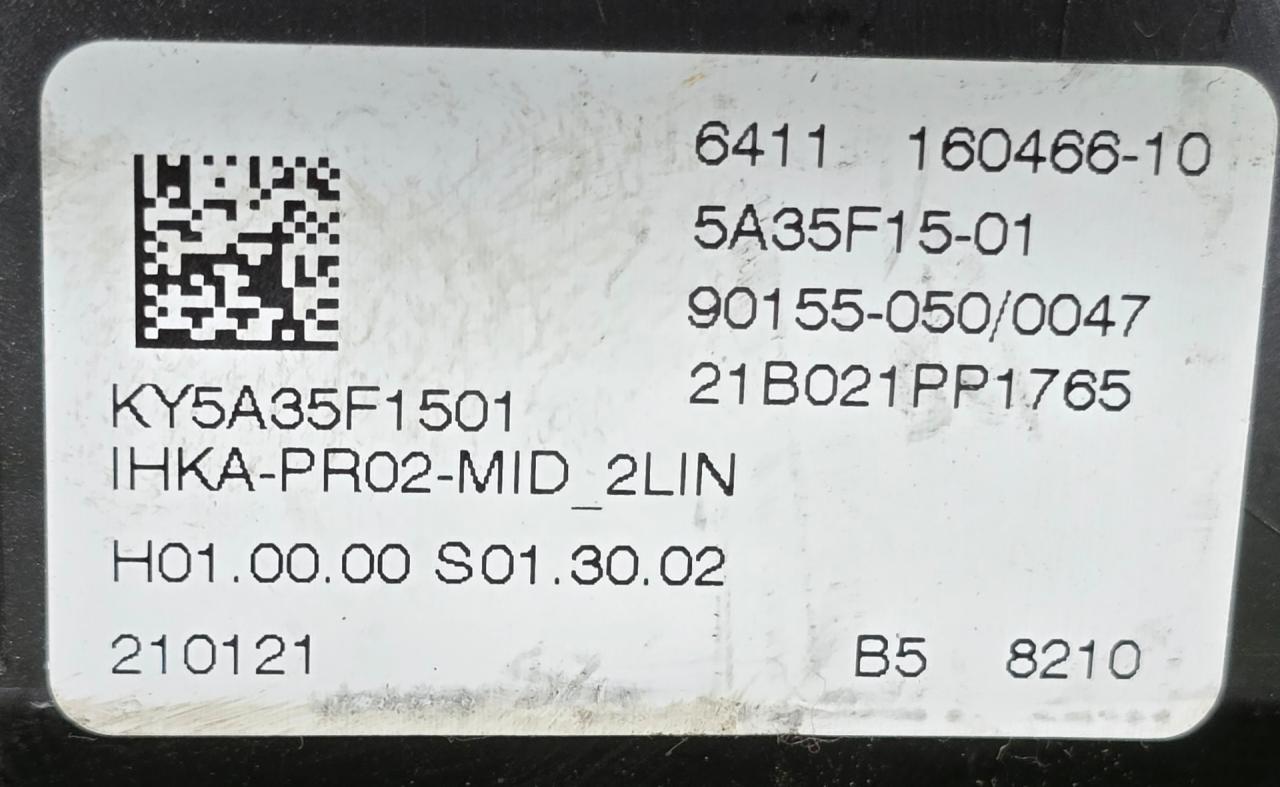 6411 160466-10
5A35F15-01
90155-050/0047
21B021PP1765
KY5A35F1501
IHKA-PRO2-MID_2LIN
H01.00.00 S01.30.02
210121 B5 8210